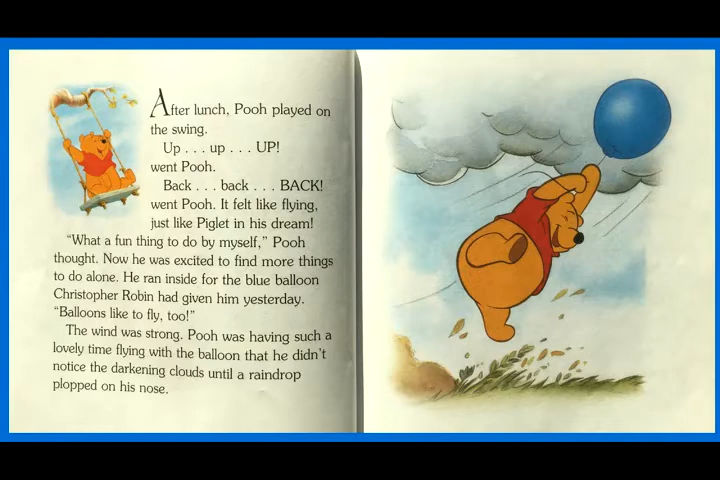 After lunch, Pooh played on
the swing.
Up . . . up . . . UP!
went Pooh.
Back . . . back . . . BACK!
went Pooh. It felt like flying,
just like Piglet in his dream!
“What a fun thing to do by myself,” Pooh
thought. Now he was excited to find more things
to do alone. He ran inside for the blue balloon
Christopher Robin had given him yesterday.
“Balloons like to fly, too!”
The wind was strong. Pooh was having such a
lovely time flying with the balloon that he didn’t
notice the darkening clouds until a raindrop
plopped on his nose.